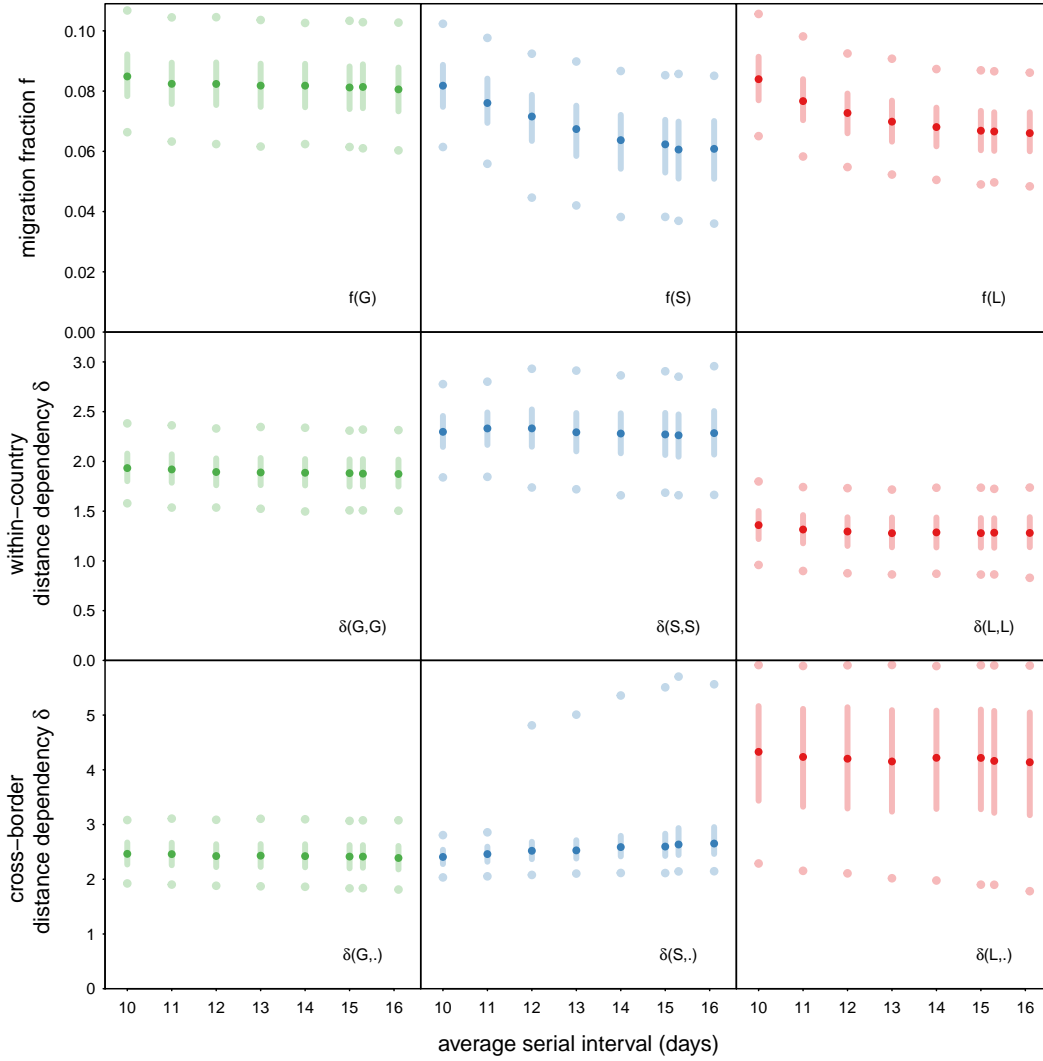 migration fraction f
0.10
0.08
0.06
0.04
0.02
0.00
f(G)
f(S)
f(L)
within−country
distance dependency δ
3.0
2.5
2.0
1.5
1.0
0.5
0.0
δ(G,G)
δ(S,S)
δ(L,L)
cross−border
distance dependency δ
5
4
3
2
1
0
δ(G,.)
δ(S,.)
δ(L,.)
10 11 12 13 14 15 16 10 11 12 13 14 15 16 10 11 12 13 14 15 16
average serial interval (days)